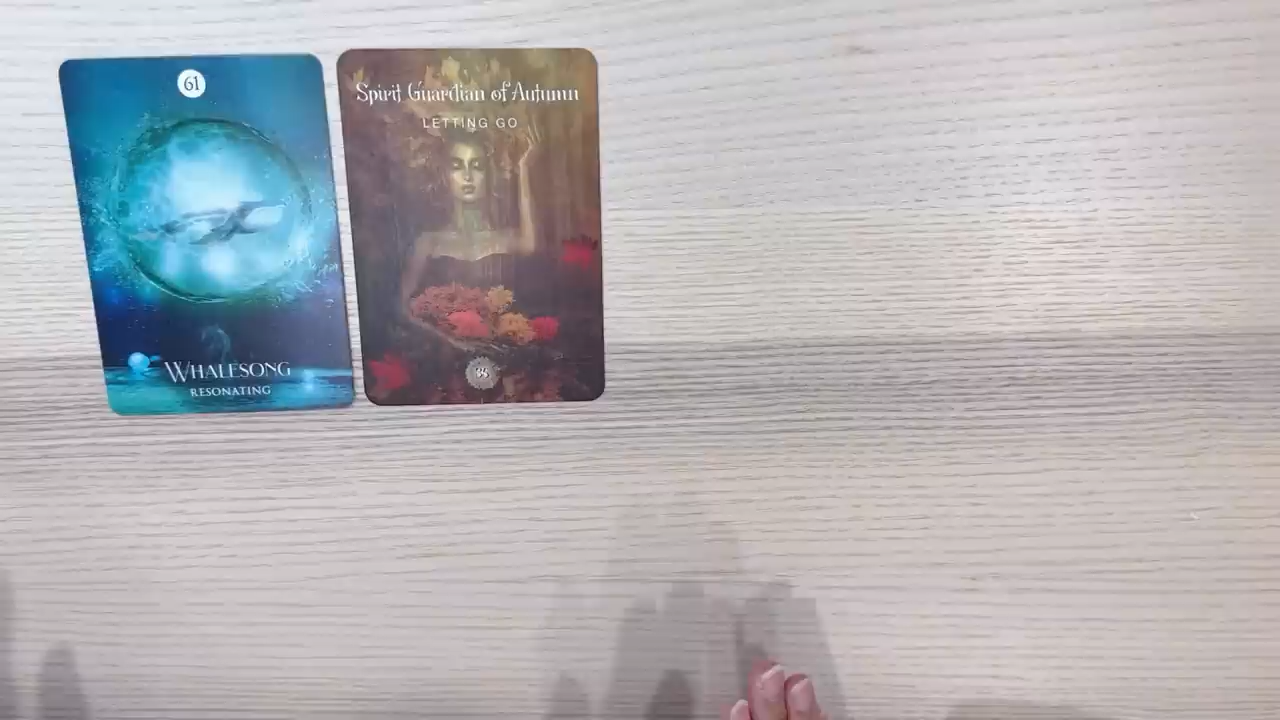 61
WHALESONG
RESONATING
Spirit Guardian of Autumn
LETTING GO